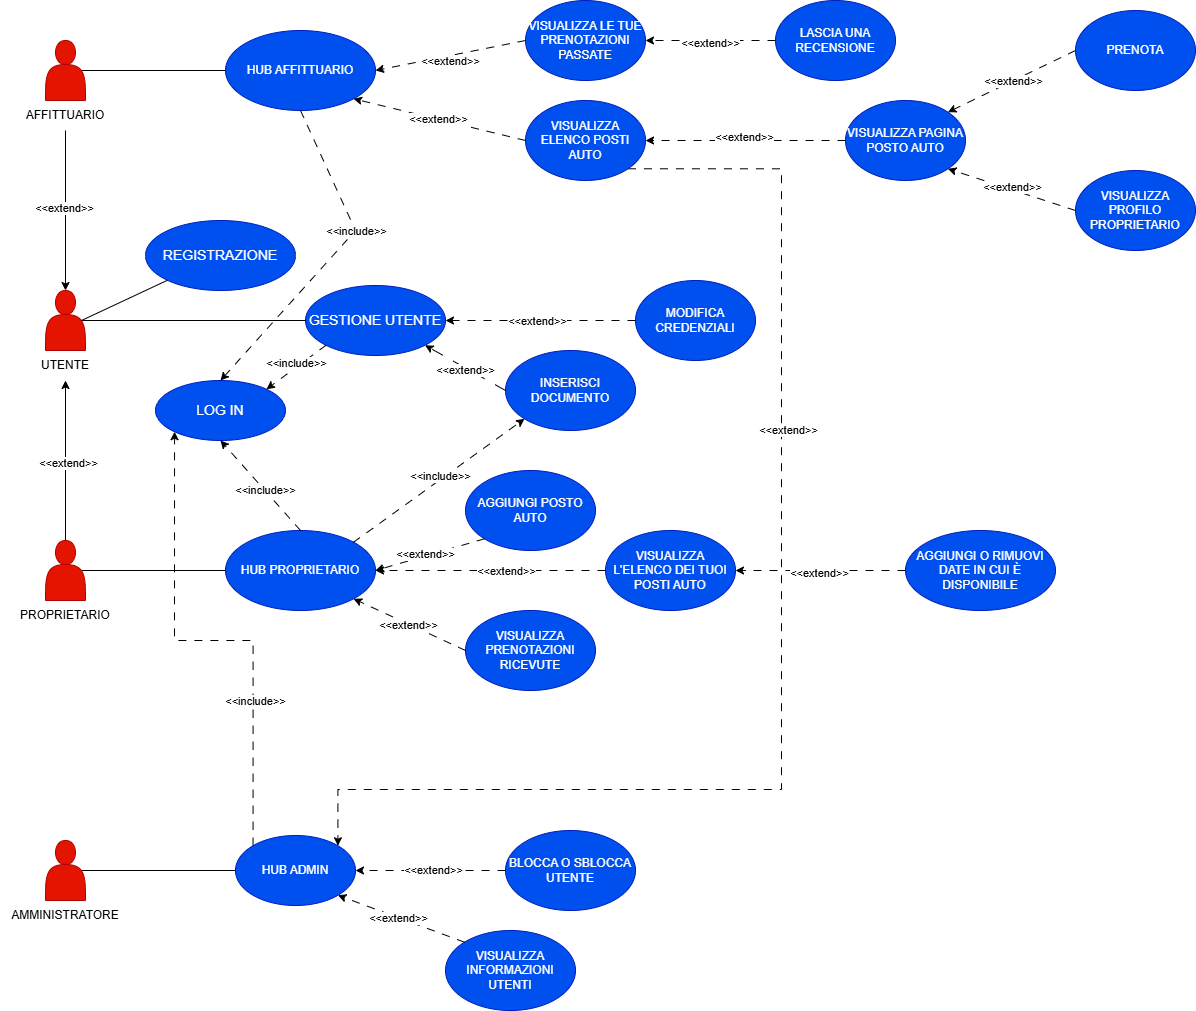 VISUALIZZA LE TUE
PRENOTAZIONI
PASSATE
<<extend>>
LASCIA UNA
RECENSIONE
PRENOTA
HUB AFFITTUARIO
<<extend>>
<<extend>>
AFFITTUARIO
<<extend>>
VISUALIZZA
ELENCO POSTI
AUTO
<<extend>>
VISUALIZZA PAGINA
POSTO AUTO
<<extend>>
VISUALIZZA
PROFILO
PROPRIETARIO
<<extend>>
<<include>>
REGISTRAZIONE
UTENTE
GESTIONE UTENTE
<<extend>>
MODIFICA
CREDENZIALI
<<include>>
<<extend>>
INSERISCI
DOCUMENTO
LOG IN
<<extend>>
<<extend>>
<<include>>
<<include>>
AGGIUNGI POSTO
AUTO
<<extend>>
PROPRIETARIO
HUB PROPRIETARIO
<<extend>>
VISUALIZZA
L'ELENCO DEI TUOI
POSTI AUTO
<<extend>>
AGGIUNGI O RIMUOVI
DATE IN CUI È
DISPONIBILE
<<extend>>
VISUALIZZA
PRENOTAZIONI
RICEVUTE
<<include>>
AMMINISTRATORE
HUB ADMIN
<<extend>>
BLOCCA O SBLOCCA
UTENTE
<<extend>>
VISUALIZZA
INFORMAZIONI
UTENTI